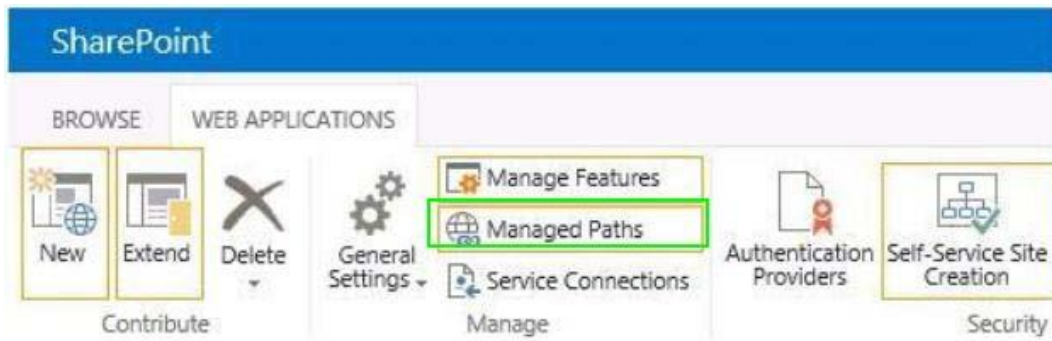 SharePoint
BROWSE WEB APPLICATIONS
New
Extend
Delete
General
Settings
Manage Features
Managed Paths
Service Connections
Authentication
Providers
Self-Service Site
Creation
Contribute
Manage
Security